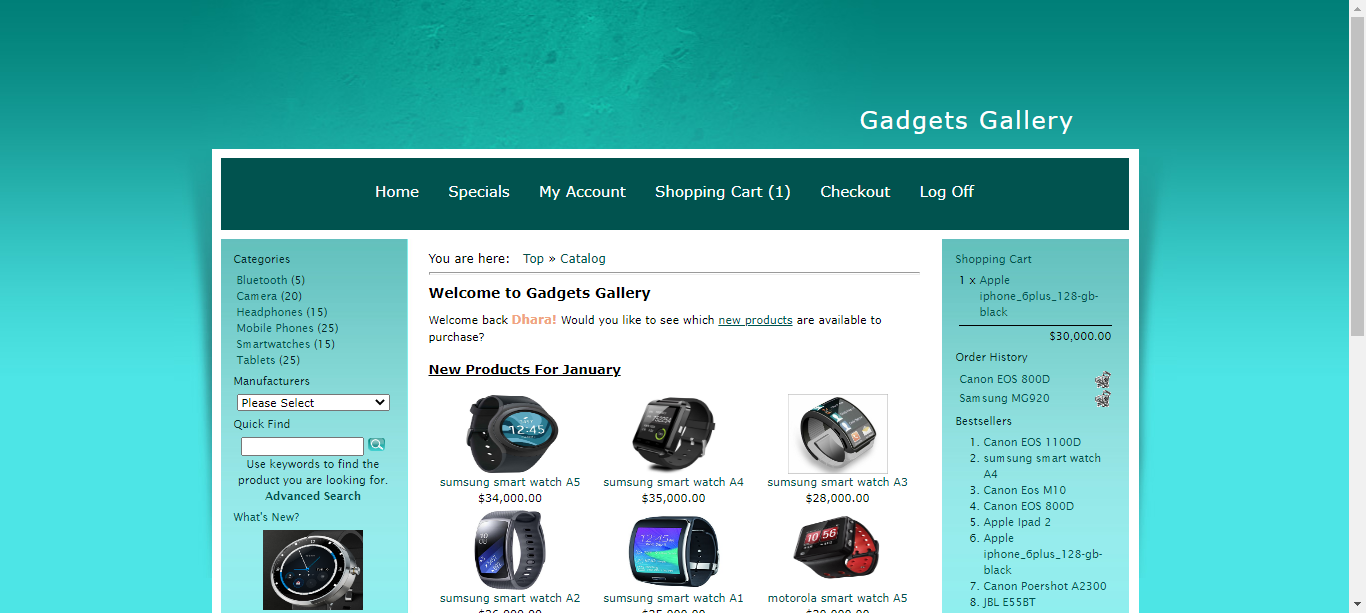 Gadgets Gallery
Home Specials My Account Shopping Cart (1) Checkout Log Off
Categories
Bluetooth (5)
Camera (20)
Headphones (15)
Mobile Phones (25)
Smartwatches (15)
Tablets (25)
Manufacturers
Please Select
Quick Find
Use keywords to find the
product you are looking for.
Advanced Search
What's New?
You are here: Top » Catalog
Welcome to Gadgets Gallery
Welcome back Dhara! Would you like to see which new products are available to
purchase?
New Products For January
12:45
sumsung smart watch A5
$34,000.00
sumsung smart watch A4
$35,000.00
sumsung smart watch A3
$28,000.00
sumsung smart watch A2
sumsung smart watch A1
10:50
motorola smart watch A5
Shopping Cart
1 x Apple
iphone_6plus_128-gb-
black
$30,000.00
Order History
Canon EOS 800D
Samsung MG920
Bestsellers
1. Canon EOS 1100D
2. sumsung smart watch
A4
3. Canon Eos M10
4. Canon EOS 800D
5. Apple Ipad 2
6. Apple
iphone_6plus_128-gb-
black
7. Canon Poershot A2300
8. JBL E55BT